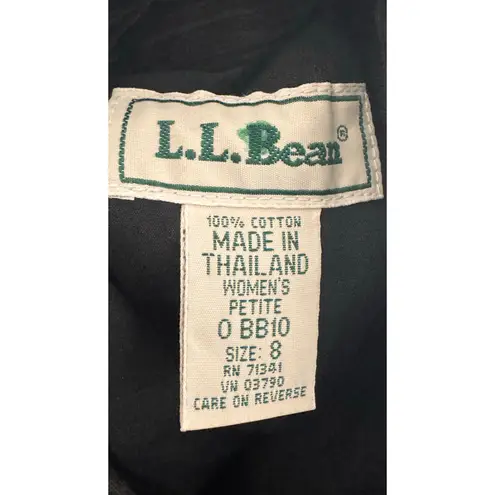 L.L.Bean®
100% COTTON
MADE IN
THAILAND
WOMEN'S
PETITE
0 BB10
SIZE: 8
RN 71341
VN 03790
CARE ON REVERSE